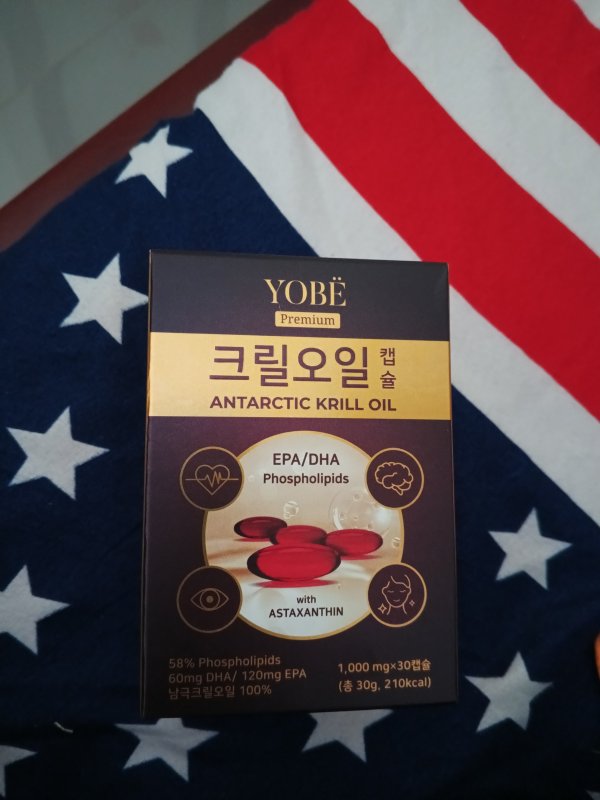 YOBË
Premium
크릴오일 캡슐
ANTARCTIC KRILL OIL
EPA/DHA
Phospholipids
with
ASTAXANTHIN
58% Phospholipids
60mg DHA/ 120mg EPA
남극크릴오일 100%
1,000 mg×30캡슐
(총 30g, 210kcal)